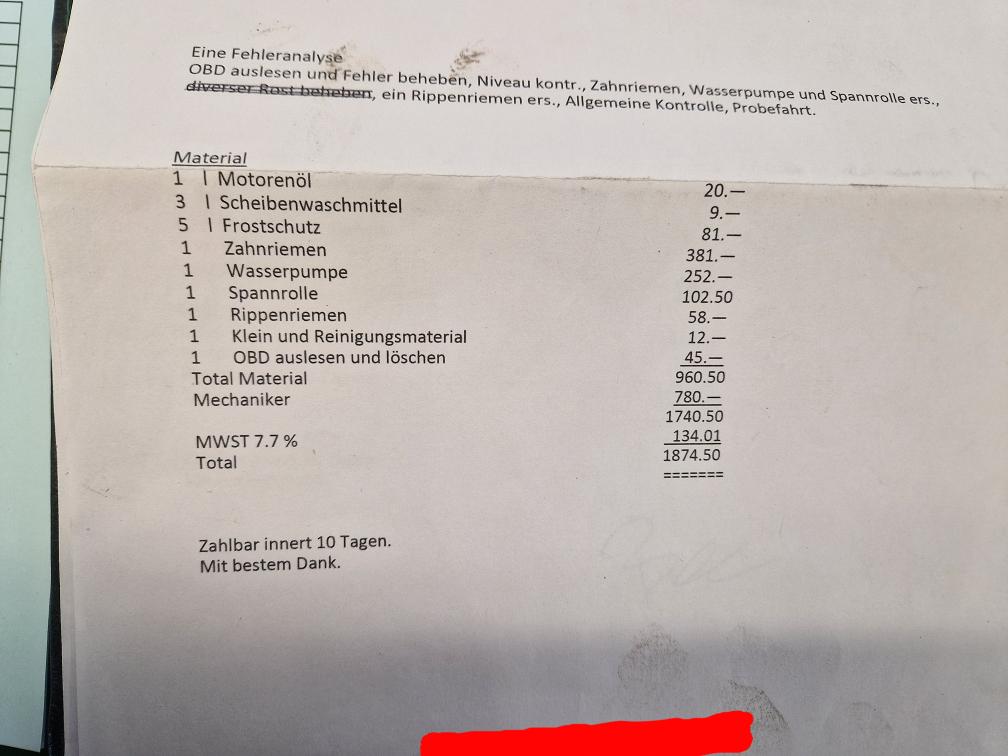 Eine Fehleranalyse
OBD auslesen und Fehler beheben, Niveau kontr., Zahnriemen, Wasserpumpe und Spannrolle ers.,
diverser Rost beheben, ein Rippenriemen ers., Allgemeine Kontrolle, Probefahrt.
Material
1 l Motorenöl 20.—
3 l Scheibenwaschmittel 9.—
5 l Frostschutz 81.—
1 Zahnriemen 381.—
1 Wasserpumpe 252.—
1 Spannrolle 102.50
1 Rippenriemen 58.—
1 Klein und Reinigungsmaterial 12.—
1 OBD auslesen und löschen 45.—
Total Material 960.50
Mechaniker 780.—
1740.50
MWST 7.7 % 134.01
Total 1874.50
=======
Zahlbar innert 10 Tagen.
Mit bestem Dank.